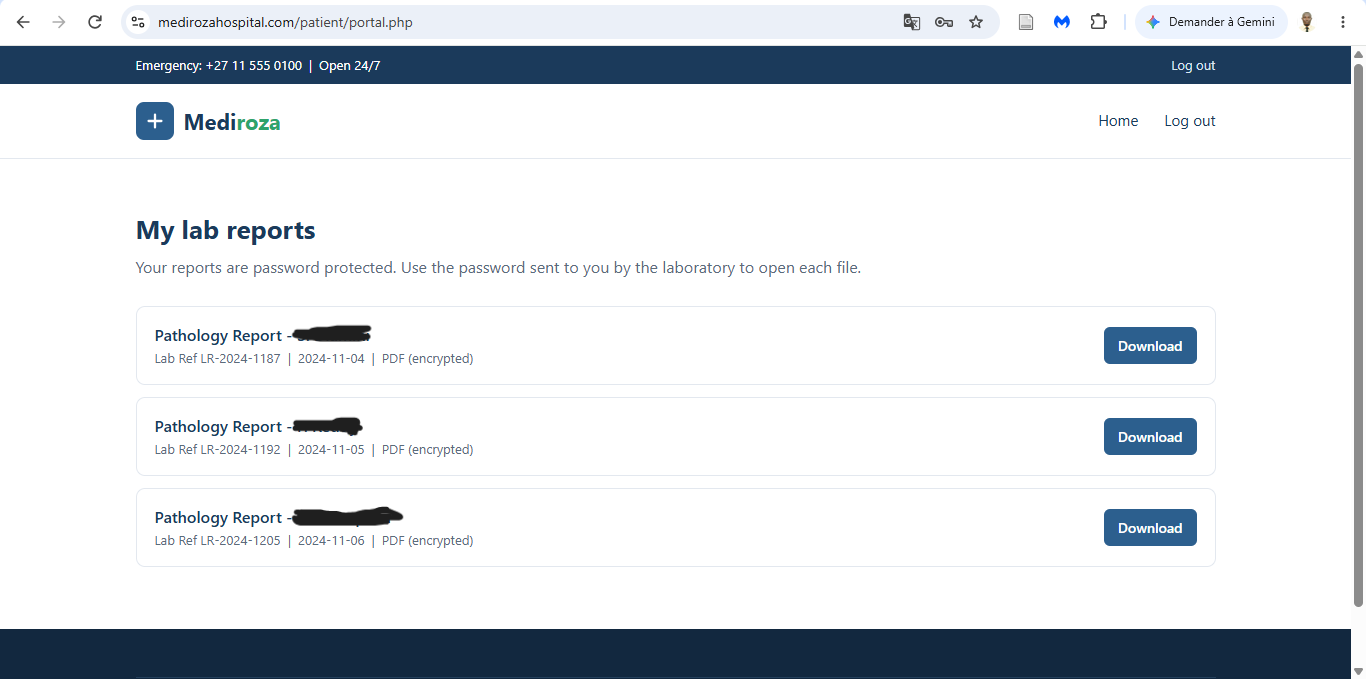 medirozahospital.com/patient/portal.php
Demander à Gemini
Emergency: +27 11 555 0100 | Open 24/7
Log out
Mediroza
Home
Log out
My lab reports
Your reports are password protected. Use the password sent to you by the laboratory to open each file.
Pathology Report -
Lab Ref LR-2024-1187 | 2024-11-04 | PDF (encrypted)
Download
Pathology Report -
Lab Ref LR-2024-1192 | 2024-11-05 | PDF (encrypted)
Download
Pathology Report -
Lab Ref LR-2024-1205 | 2024-11-06 | PDF (encrypted)
Download